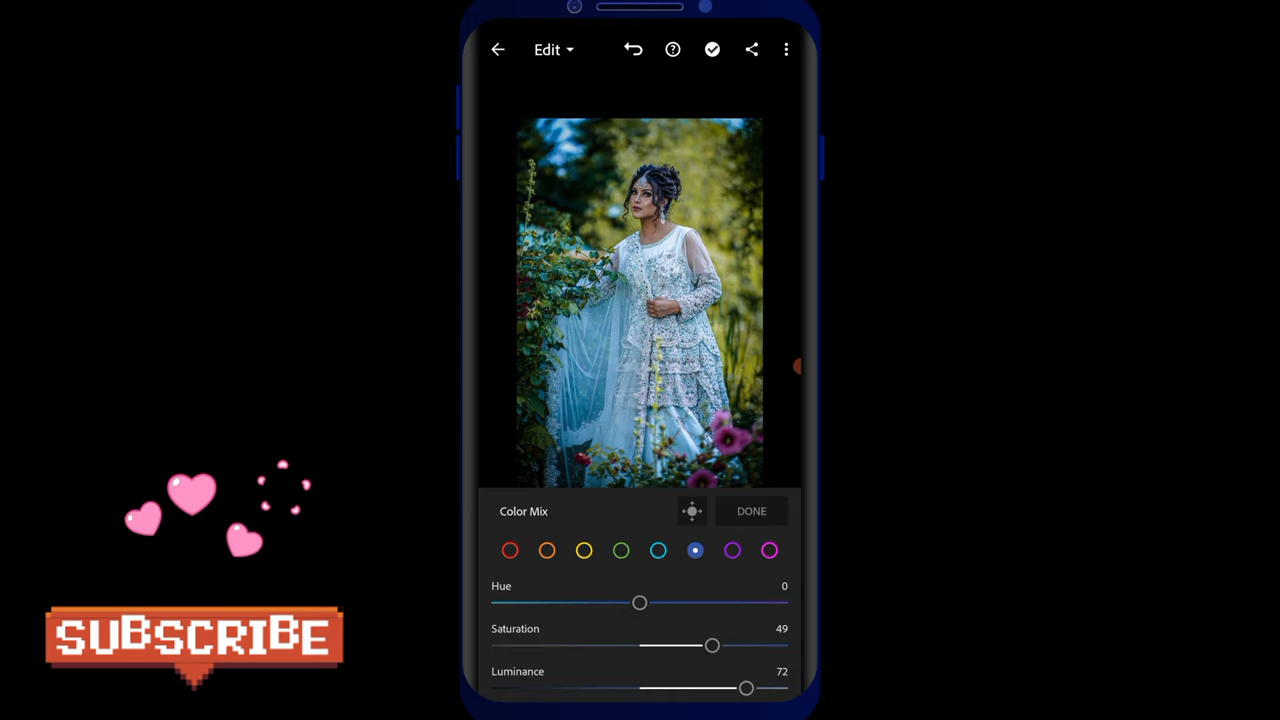 Edit
Color Mix
DONE
Hue 0
Saturation 49
Luminance 72
SUBSCRIBE